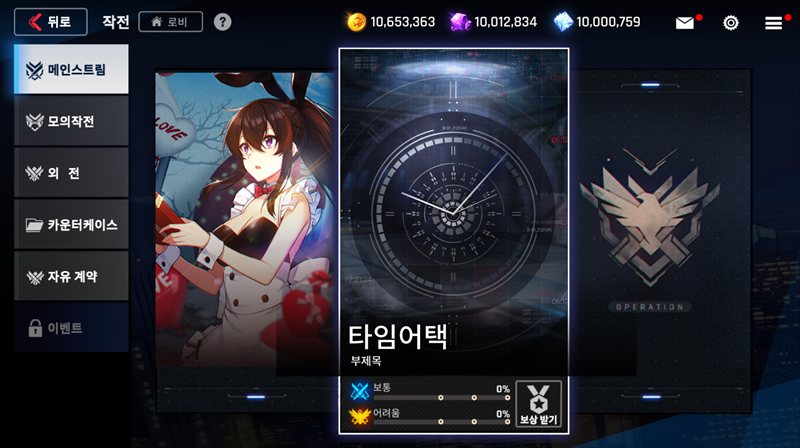 뒤로
작전
로비
?
10,653,363
10,012,834
10,000,759
메인스트림
모의작전
외 전
카운터케이스
자유 계약
이벤트
LOVE
타임어택
부제목
보통
0%
어려움
0%
보상 받기
OPERATION